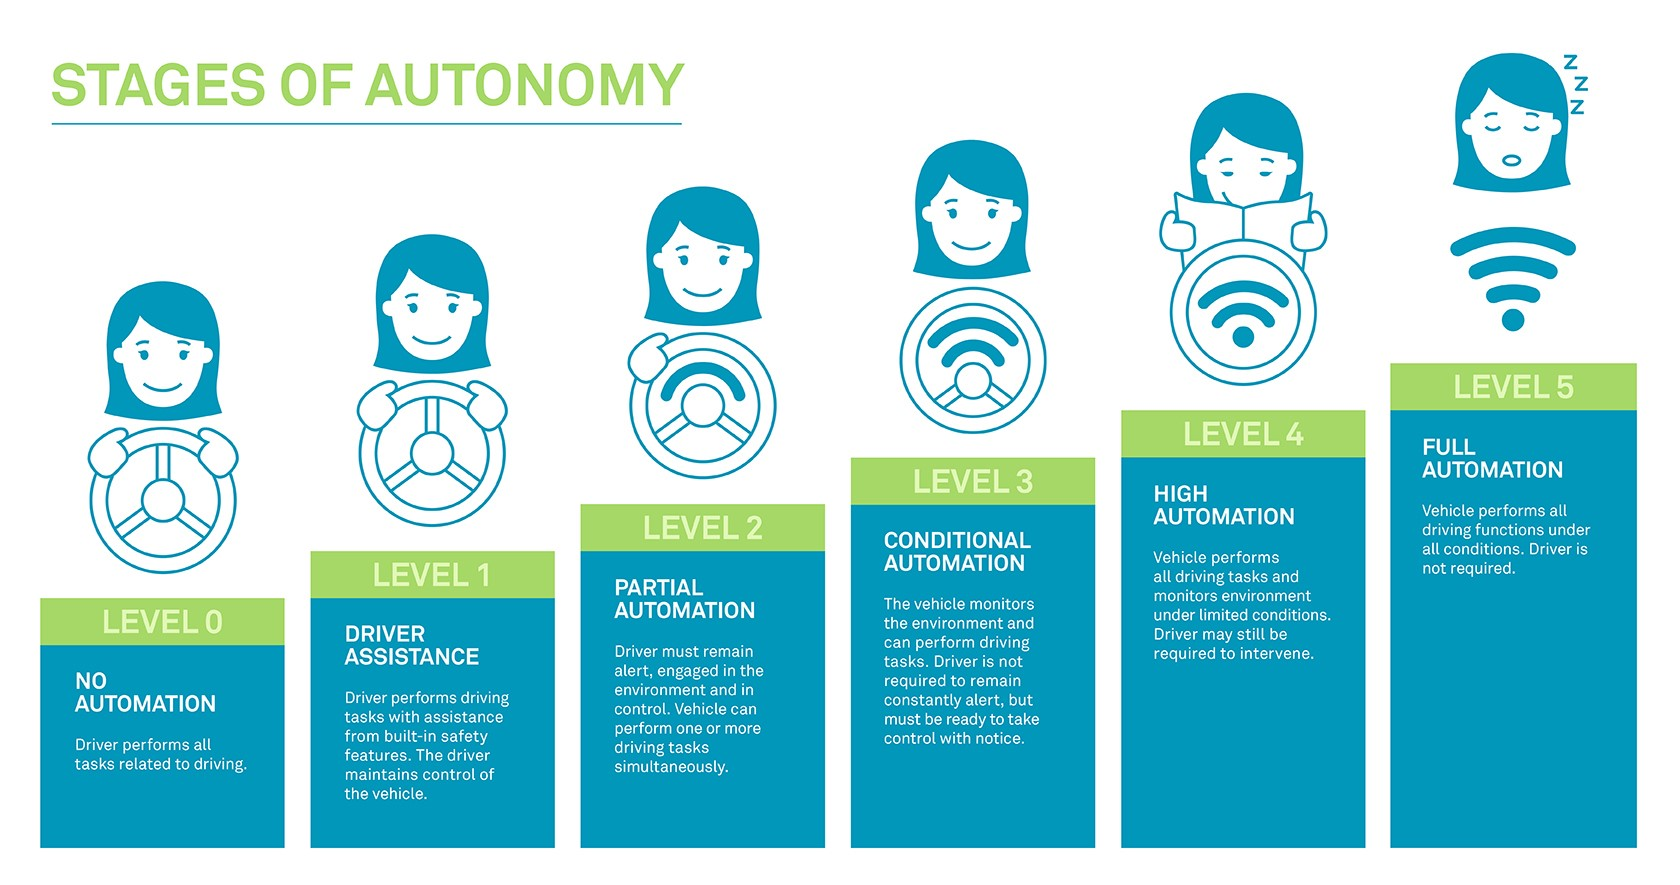 STAGES OF AUTONOMY
Z
Z
Z
LEVEL 0
NO
AUTOMATION
Driver performs all
tasks related to driving.
LEVEL 1
DRIVER
ASSISTANCE
Driver performs driving
tasks with assistance
from built-in safety
features. The driver
maintains control of
the vehicle.
LEVEL 2
PARTIAL
AUTOMATION
Driver must remain
alert, engaged in the
environment and in
control. Vehicle can
perform one or more
driving tasks
simultaneously.
LEVEL 3
CONDITIONAL
AUTOMATION
The vehicle monitors
the environment and
can perform driving
tasks. Driver is not
required to remain
constantly alert, but
must be ready to take
control with notice.
LEVEL 4
HIGH
AUTOMATION
Vehicle performs
all driving tasks and
monitors environment
under limited conditions.
Driver may still be
required to intervene.
LEVEL 5
FULL
AUTOMATION
Vehicle performs all
driving functions under
all conditions. Driver is
not required.